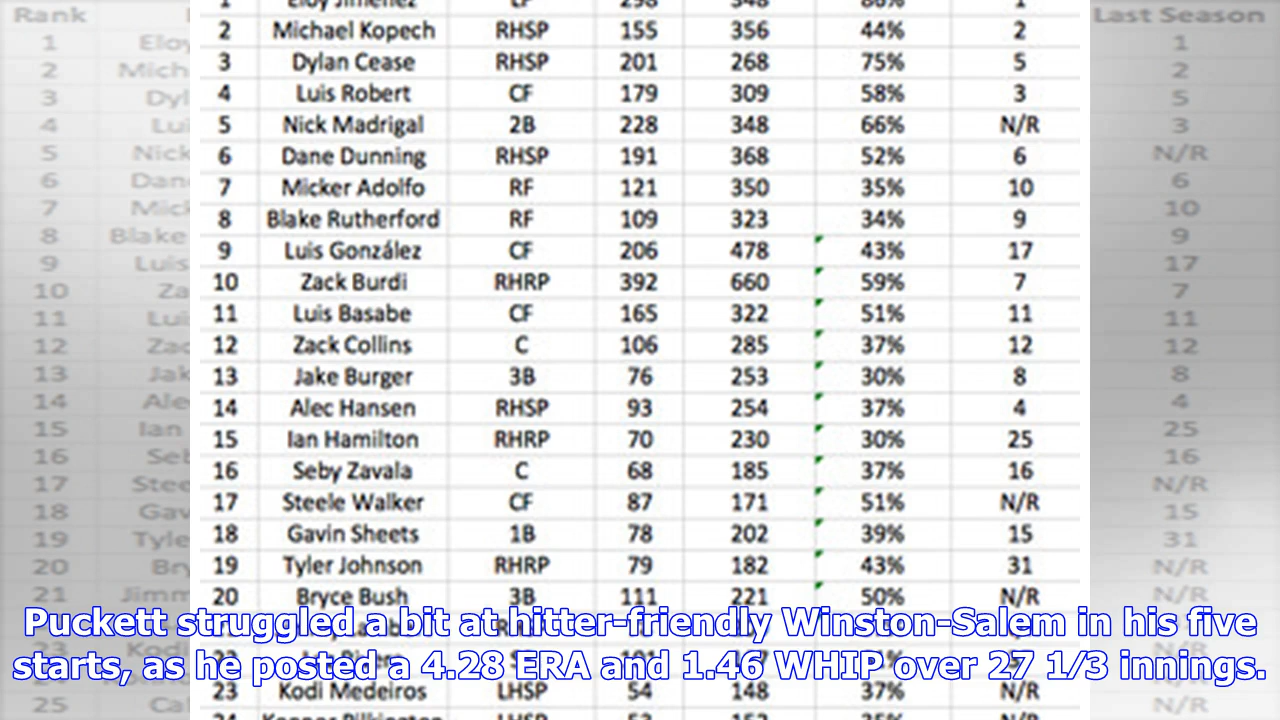 Rank
Last Season
1 Eloy Jimenez LF 298 348 86% 1
2 Michael Kopech RHSP 155 356 44% 2
3 Dylan Cease RHSP 201 268 75% 5
4 Luis Robert CF 179 309 58% 3
5 Nick Madrigal 2B 228 348 66% N/R
6 Dane Dunning RHSP 191 368 52% 6
7 Micker Adolfo RF 121 350 35% 10
8 Blake Rutherford RF 109 323 34% 9
9 Luis González CF 206 478 43% 17
10 Zack Burdi RHRP 392 660 59% 7
11 Luis Basabe CF 165 322 51% 11
12 Zack Collins C 106 285 37% 12
13 Jake Burger 3B 76 253 30% 8
14 Alec Hansen RHSP 93 254 37% 4
15 Ian Hamilton RHRP 70 230 30% 25
16 Seby Zavala C 68 185 37% 16
17 Steele Walker CF 87 171 51% N/R
18 Gavin Sheets 1B 78 202 39% 15
19 Tyler Johnson RHRP 79 182 43% 31
20 Bryce Bush 3B 111 221 50% N/R
Puckett struggled a bit at hitter-friendly Winston-Salem in his five
starts, as he posted a 4.28 ERA and 1.46 WHIP over 27 1/3 innings.
23 Kodi Medeiros LHSP 54 148 37% N/R